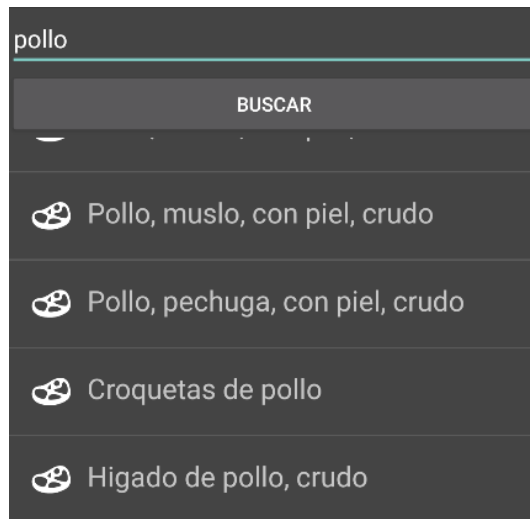 pollo
BUSCAR
Pollo, muslo, con piel, crudo
Pollo, pechuga, con piel, crudo
Croquetas de pollo
Higado de pollo, crudo